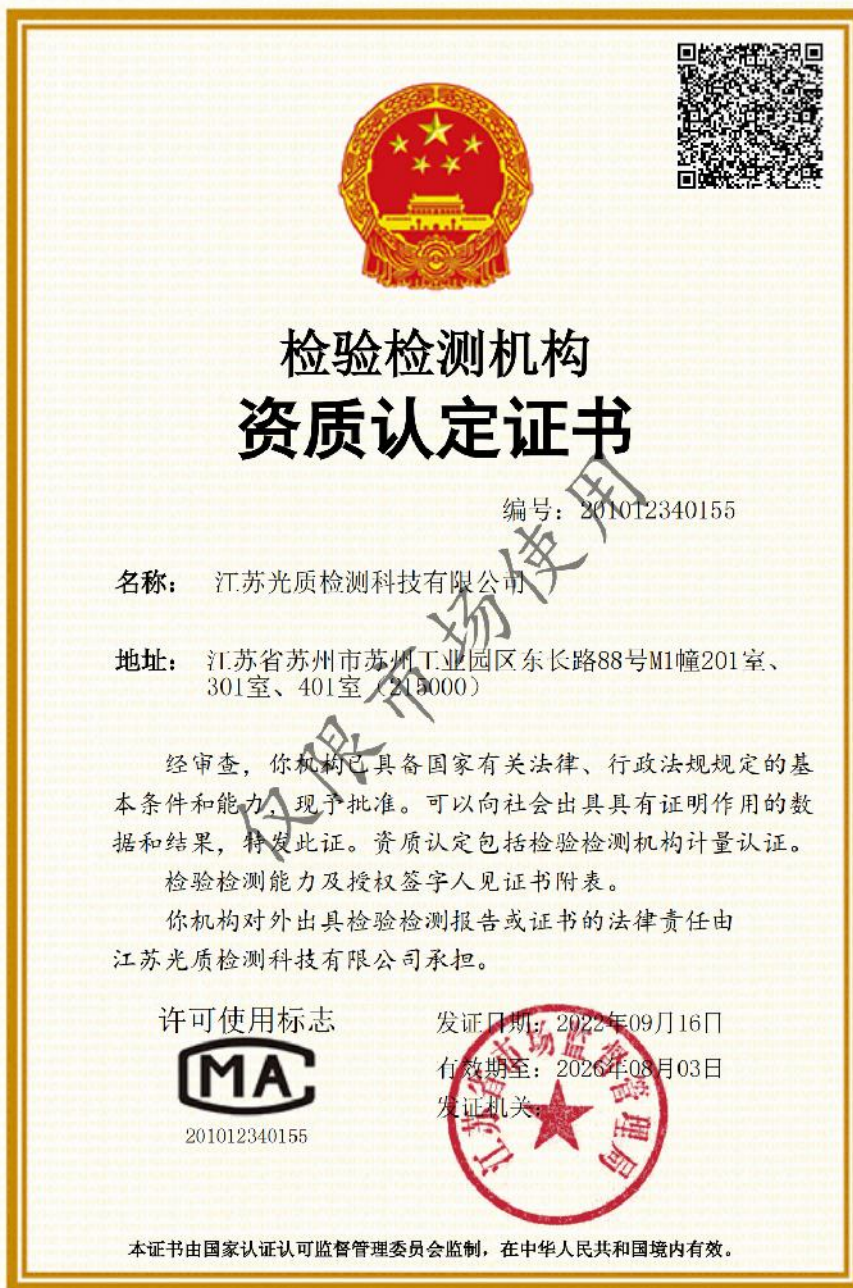 检验检测机构
资质认定证书
编号：201012340155
名称： 江苏光质检测科技有限公司
地址： 江苏省苏州市苏州工业园区东长路88号M1幢201室、
301室、401室（215000）
经审查，你机构已具备国家有关法律、行政法规规定的基
本条件和能力，现予批准。可以向社会出具具有证明作用的数
据和结果，特发此证。资质认定包括检验检测机构计量认证。
检验检测能力及授权签字人见证书附表。
你机构对外出具检验检测报告或证书的法律责任由
江苏光质检测科技有限公司承担。
仅限市场使用
许可使用标志
MA
201012340155
发证日期：2022年09月16日
有效期至：2026年08月03日
发证机关：
江苏省市场监督管理局
本证书由国家认证认可监督管理委员会监制，在中华人民共和国境内有效。